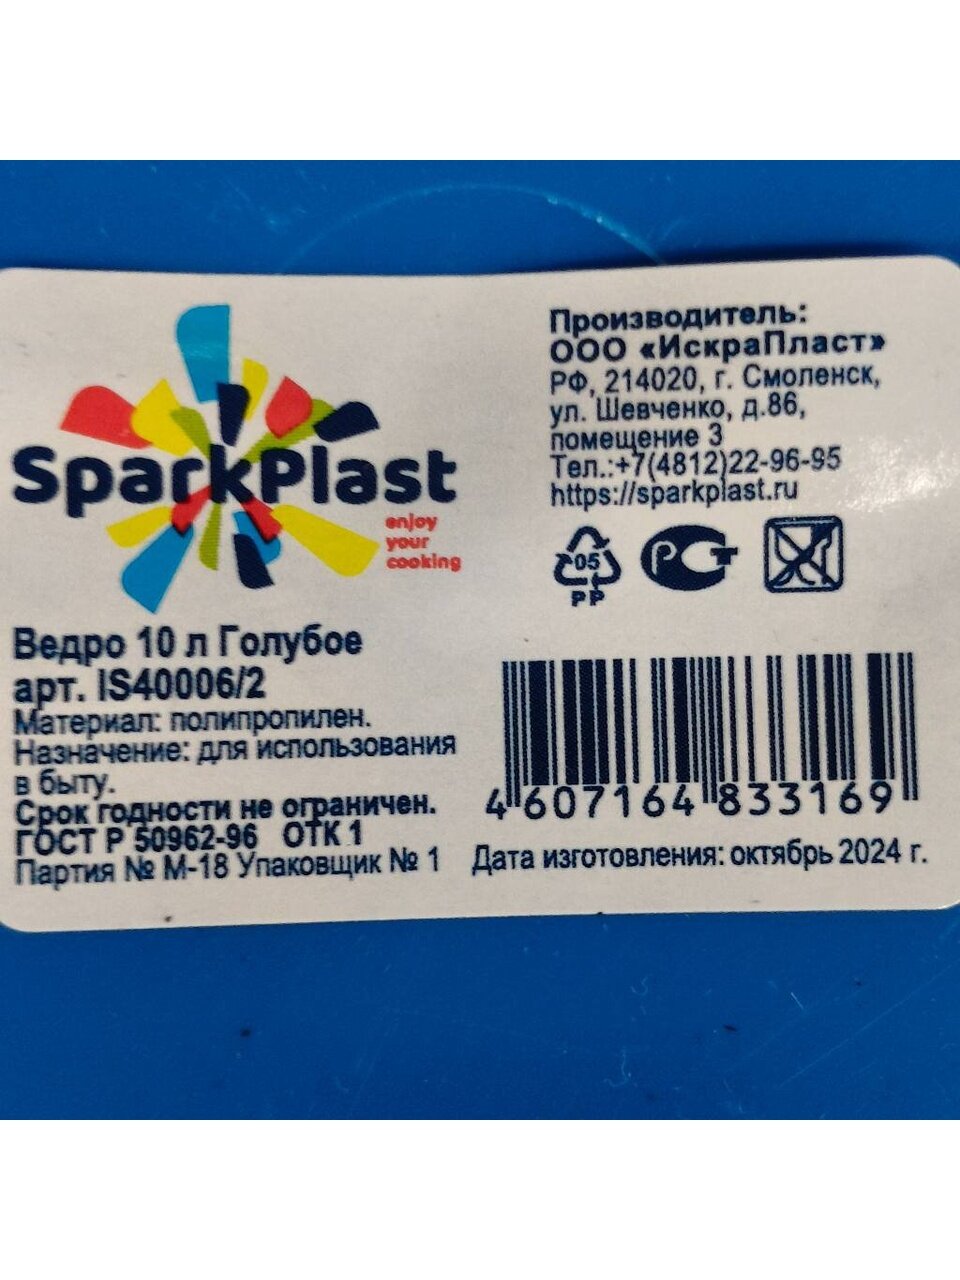 SparkPlast
enjoy
your
cooking
Ведро 10 л Голубое
арт. IS40006/2
Материал: полипропилен.
Назначение: для использования
в быту.
Срок годности не ограничен.
ГОСТ Р 50962-96 ОТК 1
Партия № М-18 Упаковщик № 1
Производитель:
ООО «ИскраПласт»
РФ, 214020, г. Смоленск,
ул. Шевченко, д.86,
помещение 3
Тел.:+7(4812)22-96-95
https://sparkplast.ru
05
PP
РСТ
4 607164 833169
Дата изготовления: октябрь 2024 г.